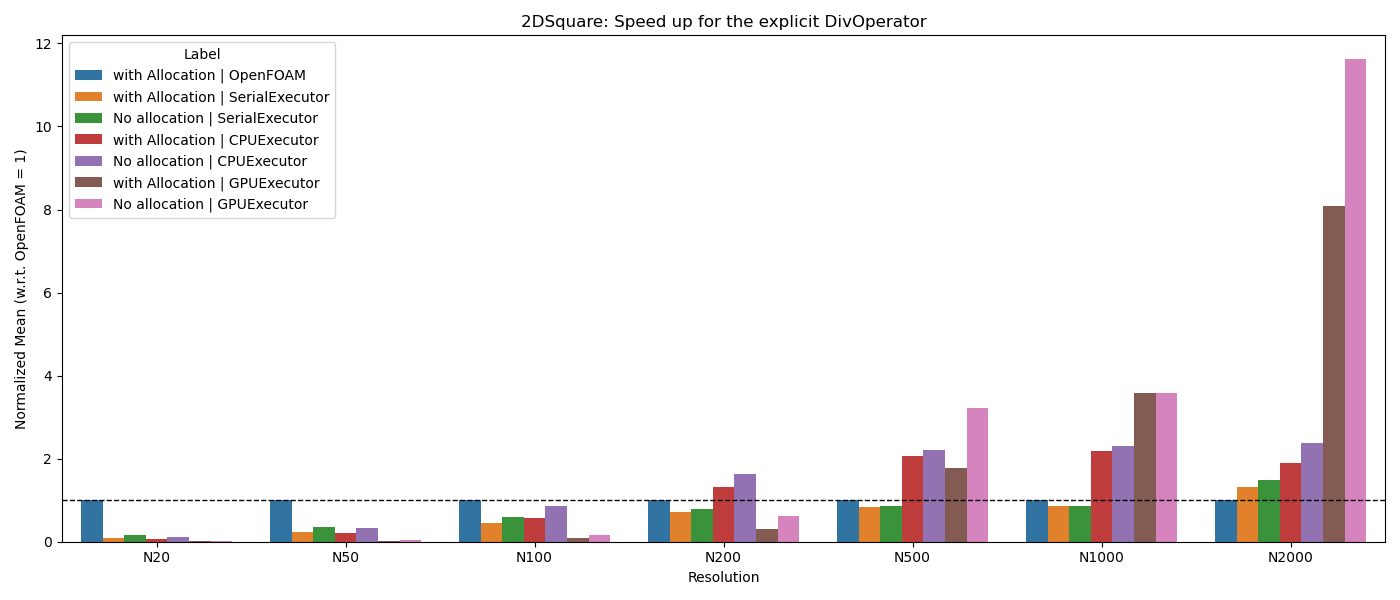 2DSquare: Speed up for the explicit DivOperator
Normalized Mean (w.r.t. OpenFOAM = 1)
12
10
8
6
4
2
0
Label
with Allocation | OpenFOAM
with Allocation | SerialExecutor
No allocation | SerialExecutor
with Allocation | CPUExecutor
No allocation | CPUExecutor
with Allocation | GPUExecutor
No allocation | GPUExecutor
N20
N50
N100
N200
N500
N1000
N2000
Resolution